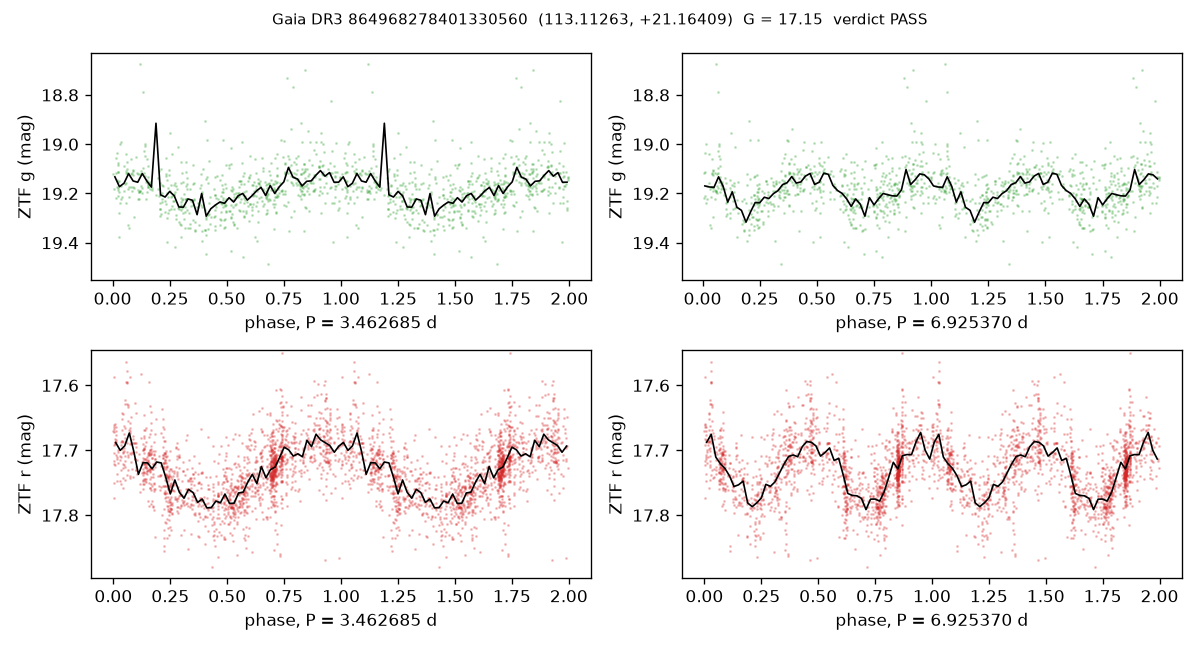 Gaia DR3 864968278401330560 (113.11263, +21.16409) G = 17.15 verdict PASS
ZTF g (mag)
18.8
19.0
19.2
19.4
0.00 0.25 0.50 0.75 1.00 1.25 1.50 1.75 2.00
phase, P = 3.462685 d
ZTF g (mag)
18.8
19.0
19.2
19.4
0.00 0.25 0.50 0.75 1.00 1.25 1.50 1.75 2.00
phase, P = 6.925370 d
ZTF r (mag)
17.6
17.7
17.8
0.00 0.25 0.50 0.75 1.00 1.25 1.50 1.75 2.00
phase, P = 3.462685 d
ZTF r (mag)
17.6
17.7
17.8
0.00 0.25 0.50 0.75 1.00 1.25 1.50 1.75 2.00
phase, P = 6.925370 d